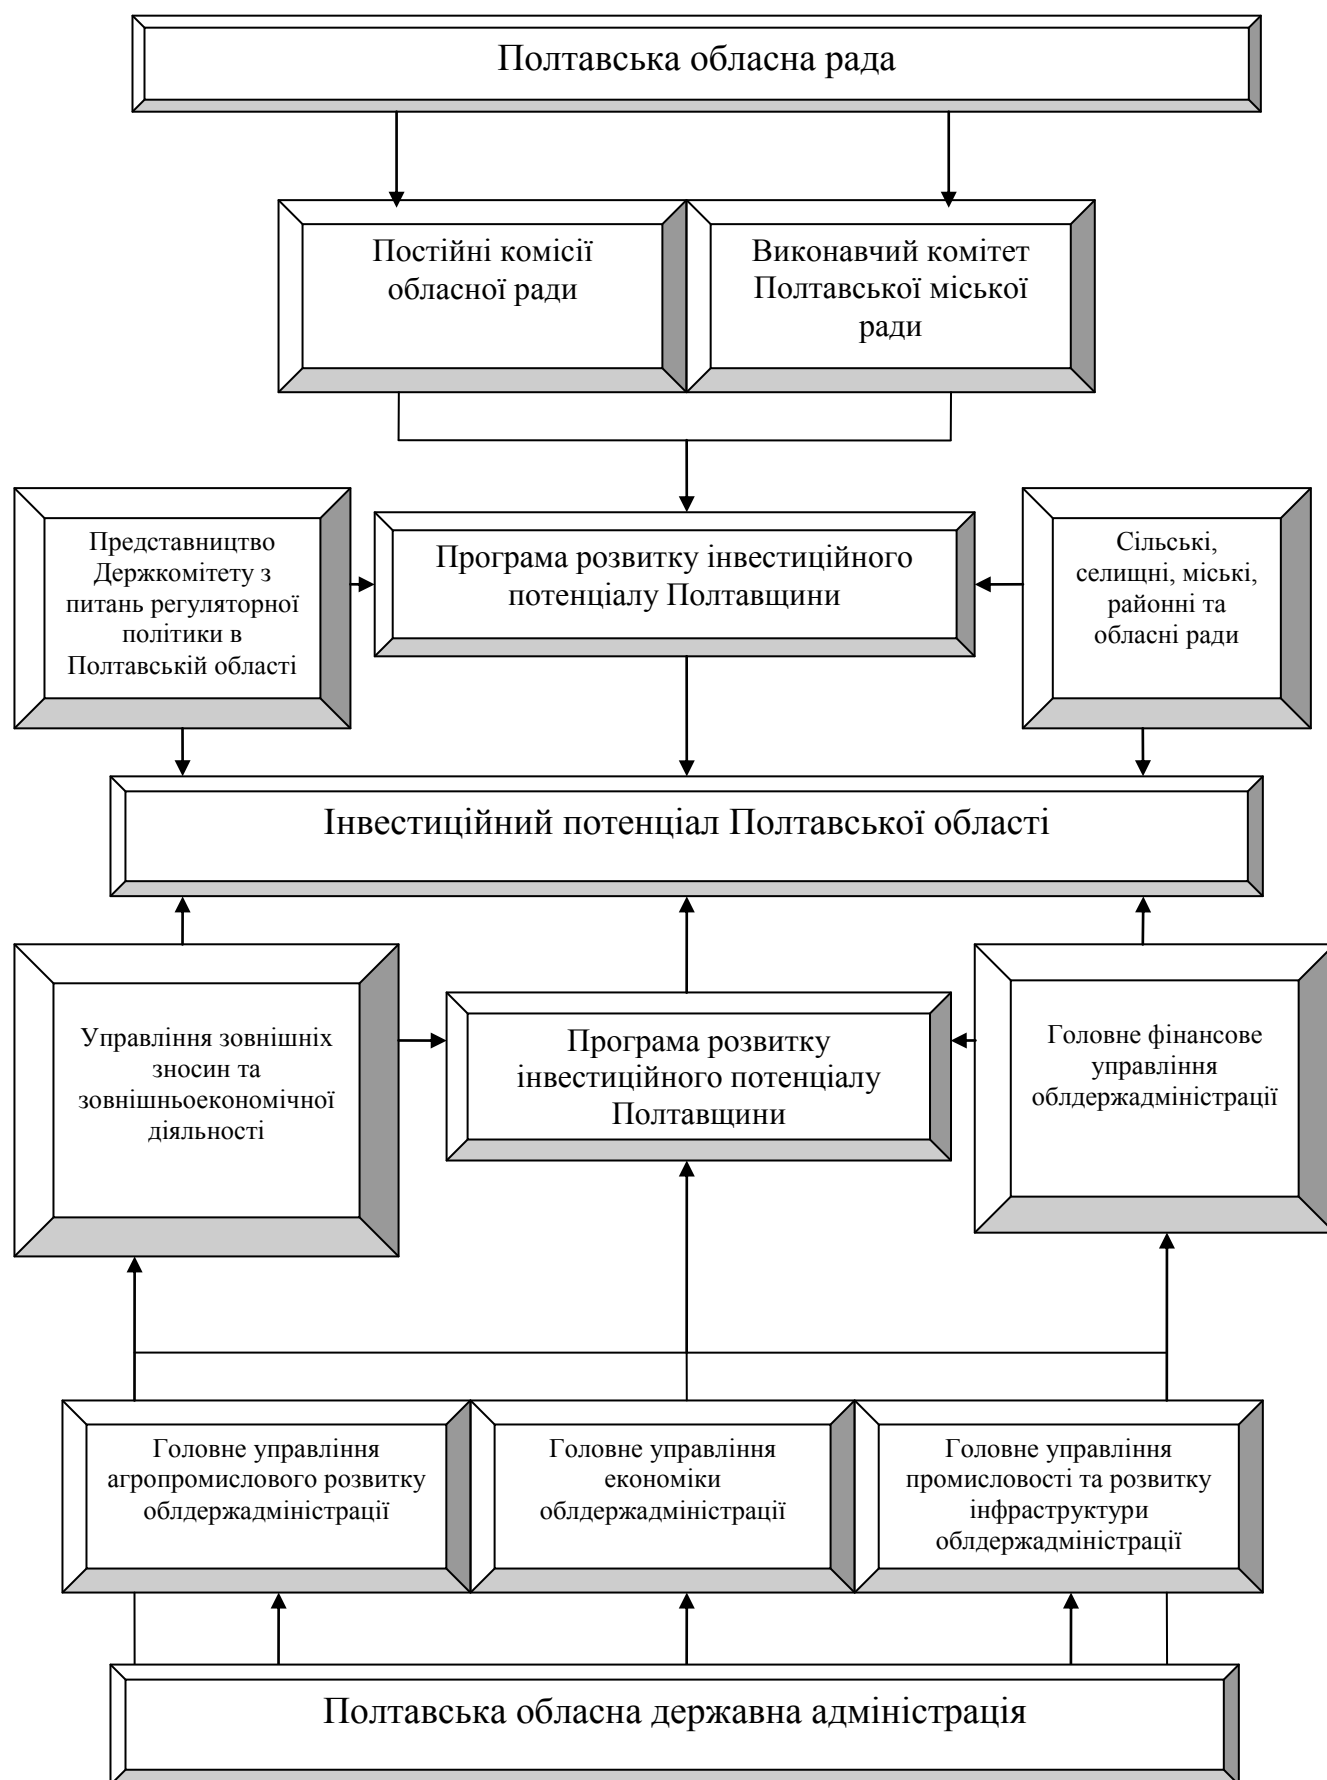 Полтавська обласна рада
Постійні комісії
обласної ради
Виконавчий комітет
Полтавської міської
ради
Представництво
Держкомітету з
питань регуляторної
політики в
Полтавській області
Програма розвитку інвестиційного
потенціалу Полтавщини
Сільські,
селищні, міські,
районні та
обласні ради
Інвестиційний потенціал Полтавської області
Управління зовнішніх
зносин та
зовнішньоекономічної
діяльності
Програма розвитку
інвестиційного потенціалу
Полтавщини
Головне фінансове
управління
облдержадміністрації
Головне управління
агропромислового розвитку
облдержадміністрації
Головне управління
економіки
облдержадміністрації
Головне управління
промисловості та розвитку
інфраструктури
облдержадміністрації
Полтавська обласна державна адміністрація